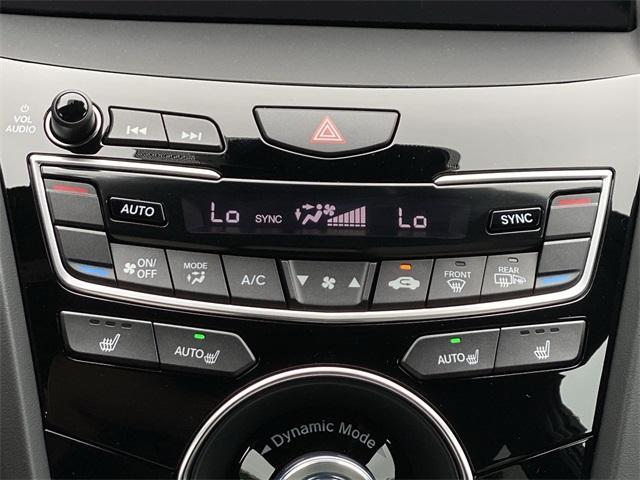 VOL
AUDIO
AUTO
Lo SYNC Lo
SYNC
ON/
OFF
MODE
A/C
FRONT
REAR
AUTO
AUTO
Dynamic Mode